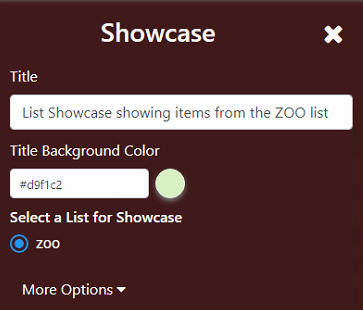 Showcase
Title
List Showcase showing items from the ZOO list
Title Background Color
#d9f1c2
Select a List for Showcase
ZOO
More Options